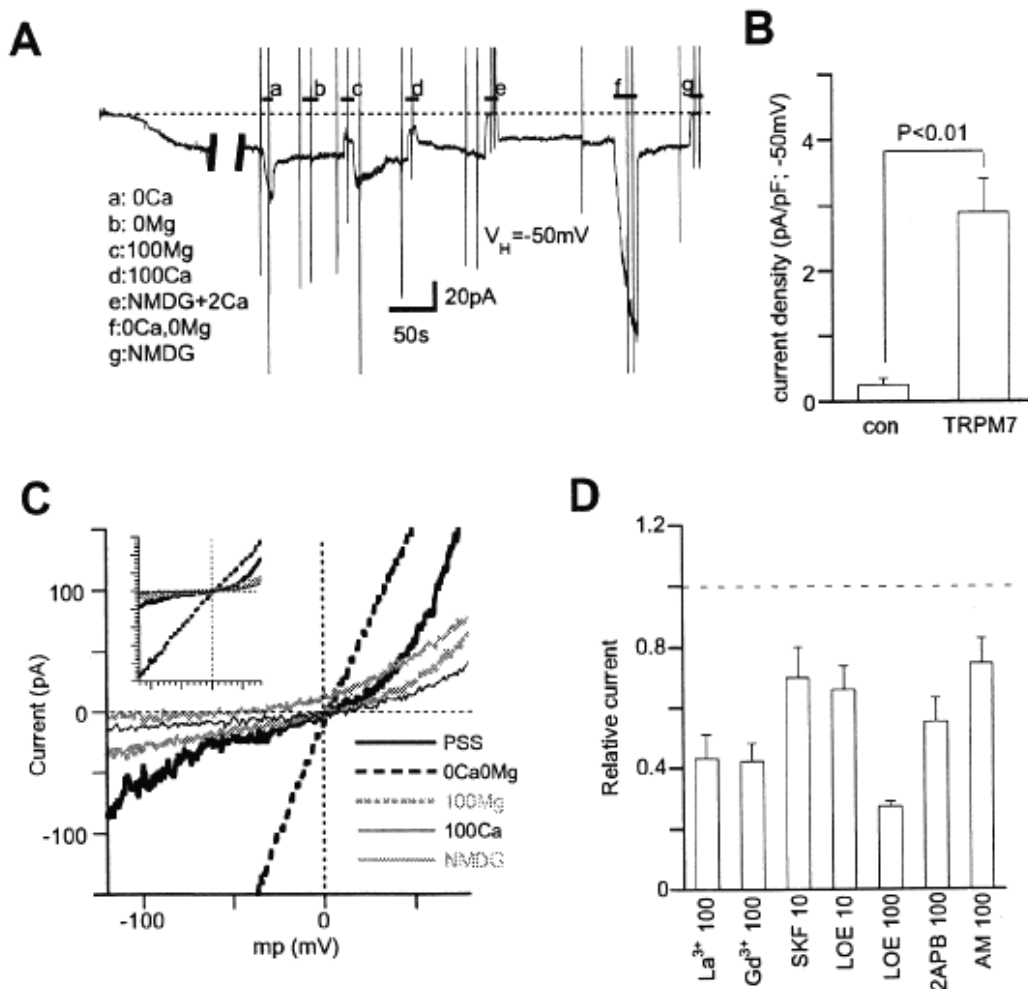 A
a
b
c
d
e
f
g
a: 0Ca
b: 0Mg
c:100Mg
d:100Ca
e:NMDG+2Ca
f:0Ca,0Mg
g:NMDG
VH=-50mV
20pA
50s
B
current density (pA/pF; -50mV)
4
2
0
P<0.01
con
TRPM7
C
Current (pA)
100
0
-100
-100
0
mp (mV)
PSS
0Ca0Mg
100Mg
100Ca
NMDG
D
Relative current
1.2
0.8
0.4
0
La3+ 100
Gd3+ 100
SKF 10
LOE 10
LOE 100
2APB 100
AM 100